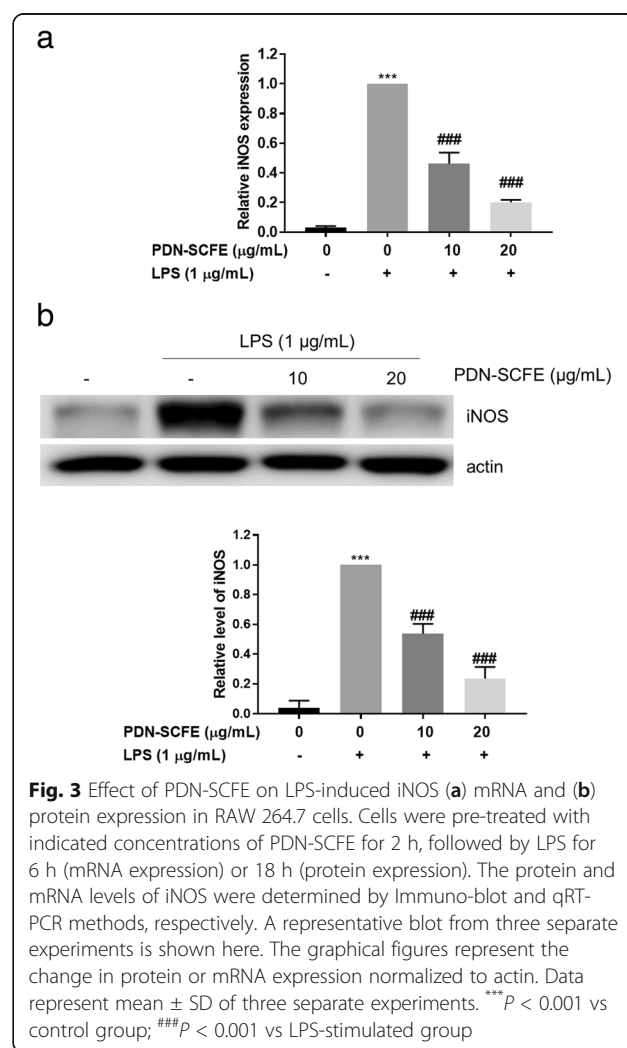 a
Relative iNOS expression
1.2
1.0
0.8
0.6
0.4
0.2
0.0
***
###
###
PDN-SCFE (μg/mL) 0 0 10 20
LPS (1 μg/mL) - + + +
b
LPS (1 µg/mL)
- - 10 20 PDN-SCFE (µg/mL)
iNOS
actin
Relative level of iNOS
1.2
1.0
0.8
0.6
0.4
0.2
0.0
***
###
###
PDN-SCFE (μg/mL) 0 0 10 20
LPS (1 μg/mL) - + + +
Fig. 3 Effect of PDN-SCFE on LPS-induced iNOS (a) mRNA and (b)
protein expression in RAW 264.7 cells. Cells were pre-treated with
indicated concentrations of PDN-SCFE for 2 h, followed by LPS for
6 h (mRNA expression) or 18 h (protein expression). The protein and
mRNA levels of iNOS were determined by Immuno-blot and qRT-
PCR methods, respectively. A representative blot from three separate
experiments is shown here. The graphical figures represent the
change in protein or mRNA expression normalized to actin. Data
represent mean ± SD of three separate experiments. ***P < 0.001 vs
control group; ###P < 0.001 vs LPS-stimulated group